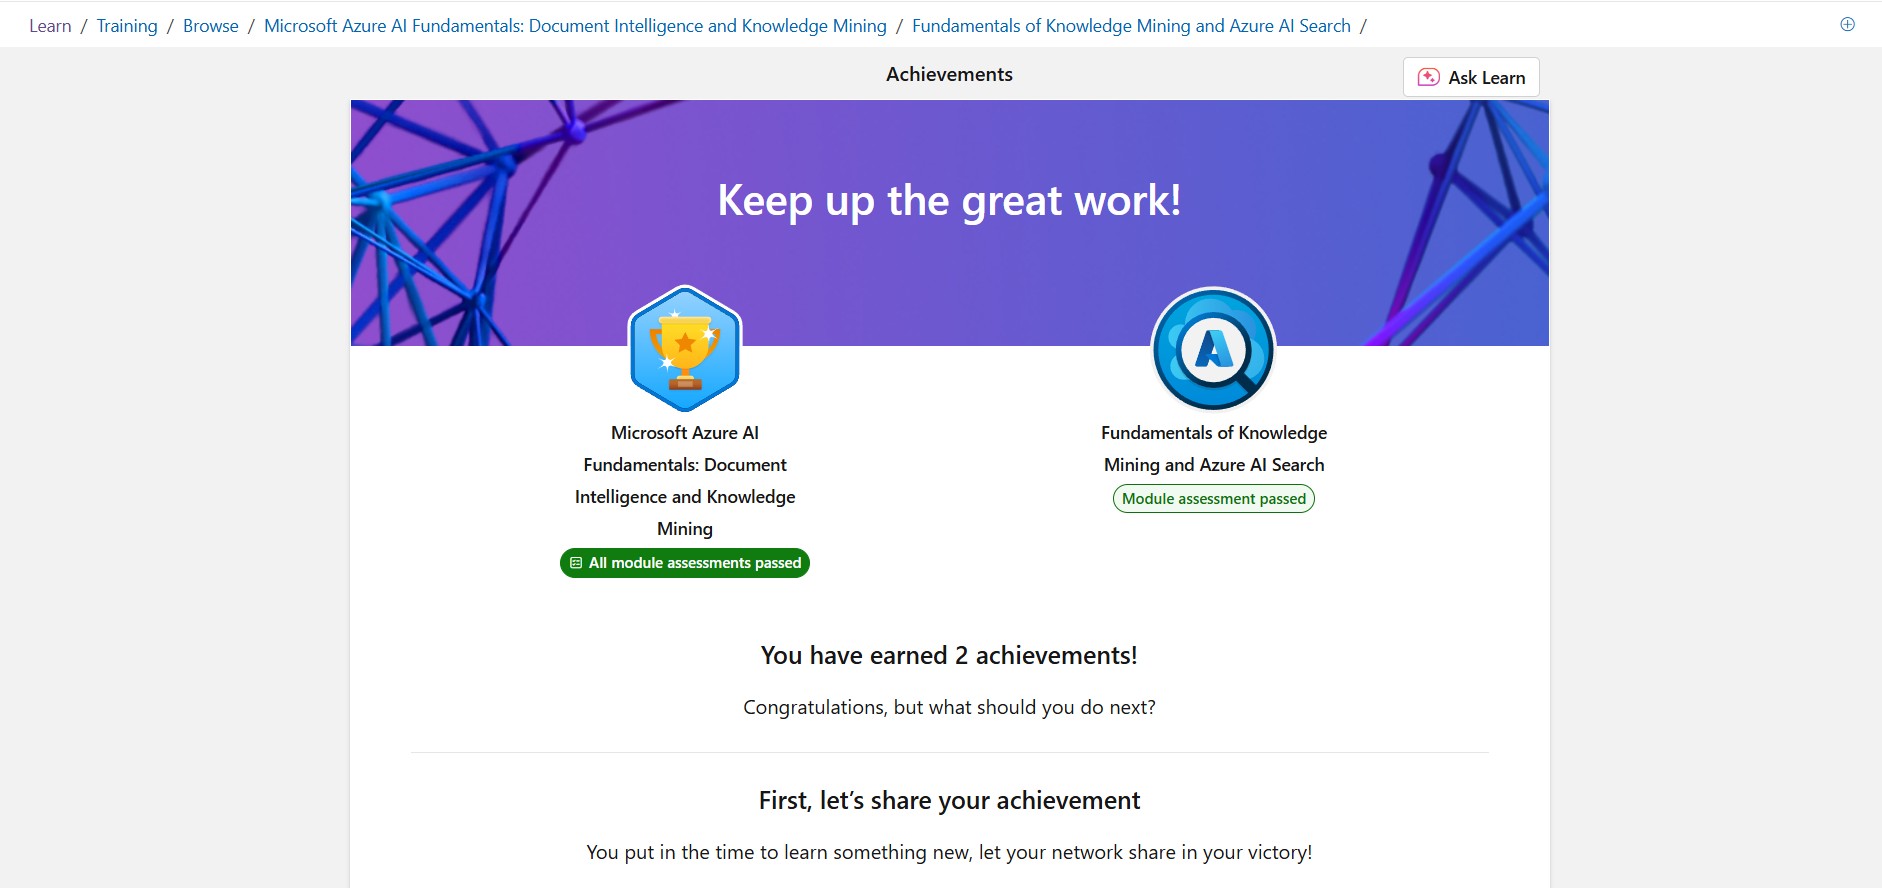 Learn / Training / Browse / Microsoft Azure AI Fundamentals: Document Intelligence and Knowledge Mining / Fundamentals of Knowledge Mining and Azure AI Search /
Achievements
Ask Learn
Keep up the great work!
Microsoft Azure AI
Fundamentals: Document
Intelligence and Knowledge
Mining
All module assessments passed
Fundamentals of Knowledge
Mining and Azure AI Search
Module assessment passed
You have earned 2 achievements!
Congratulations, but what should you do next?
First, let’s share your achievement
You put in the time to learn something new, let your network share in your victory!